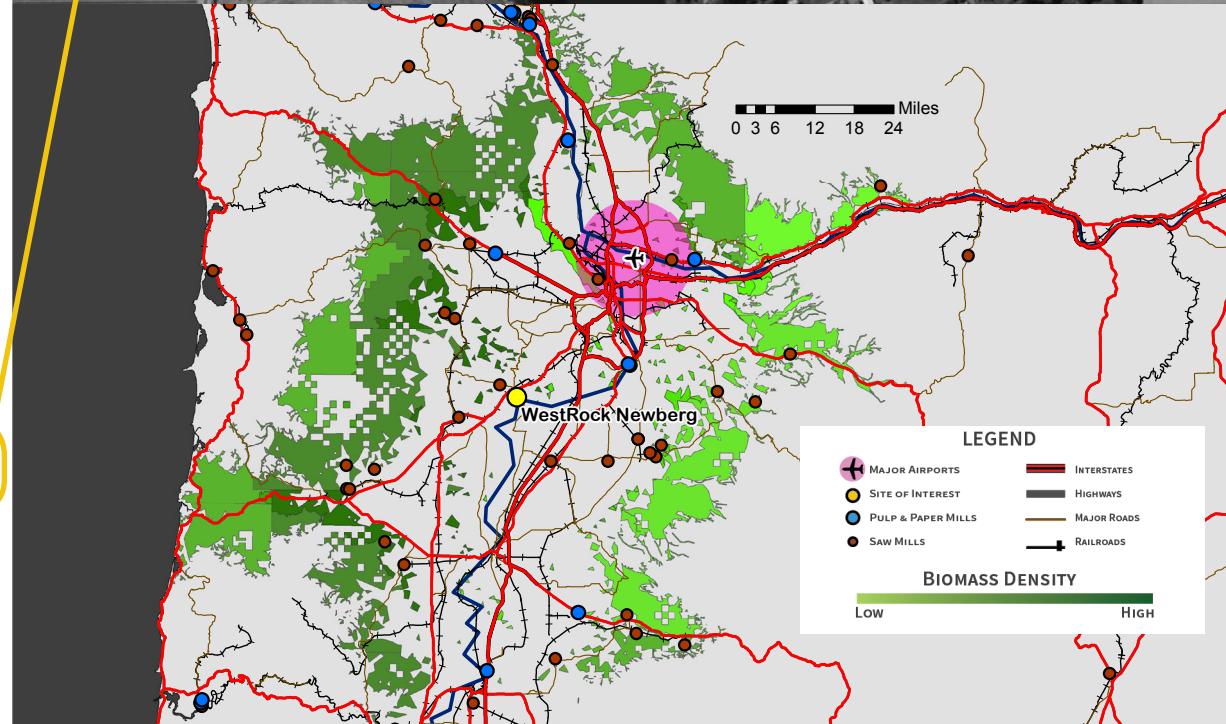 Miles
0 3 6 12 18 24
WestRock Newberg
LEGEND
MAJOR AIRPORTS
SITE OF INTEREST
PULP & PAPER MILLS
SAW MILLS
INTERSTATES
HIGHWAYS
MAJOR ROADS
RAILROADS
BIOMASS DENSITY
LOW HIGH